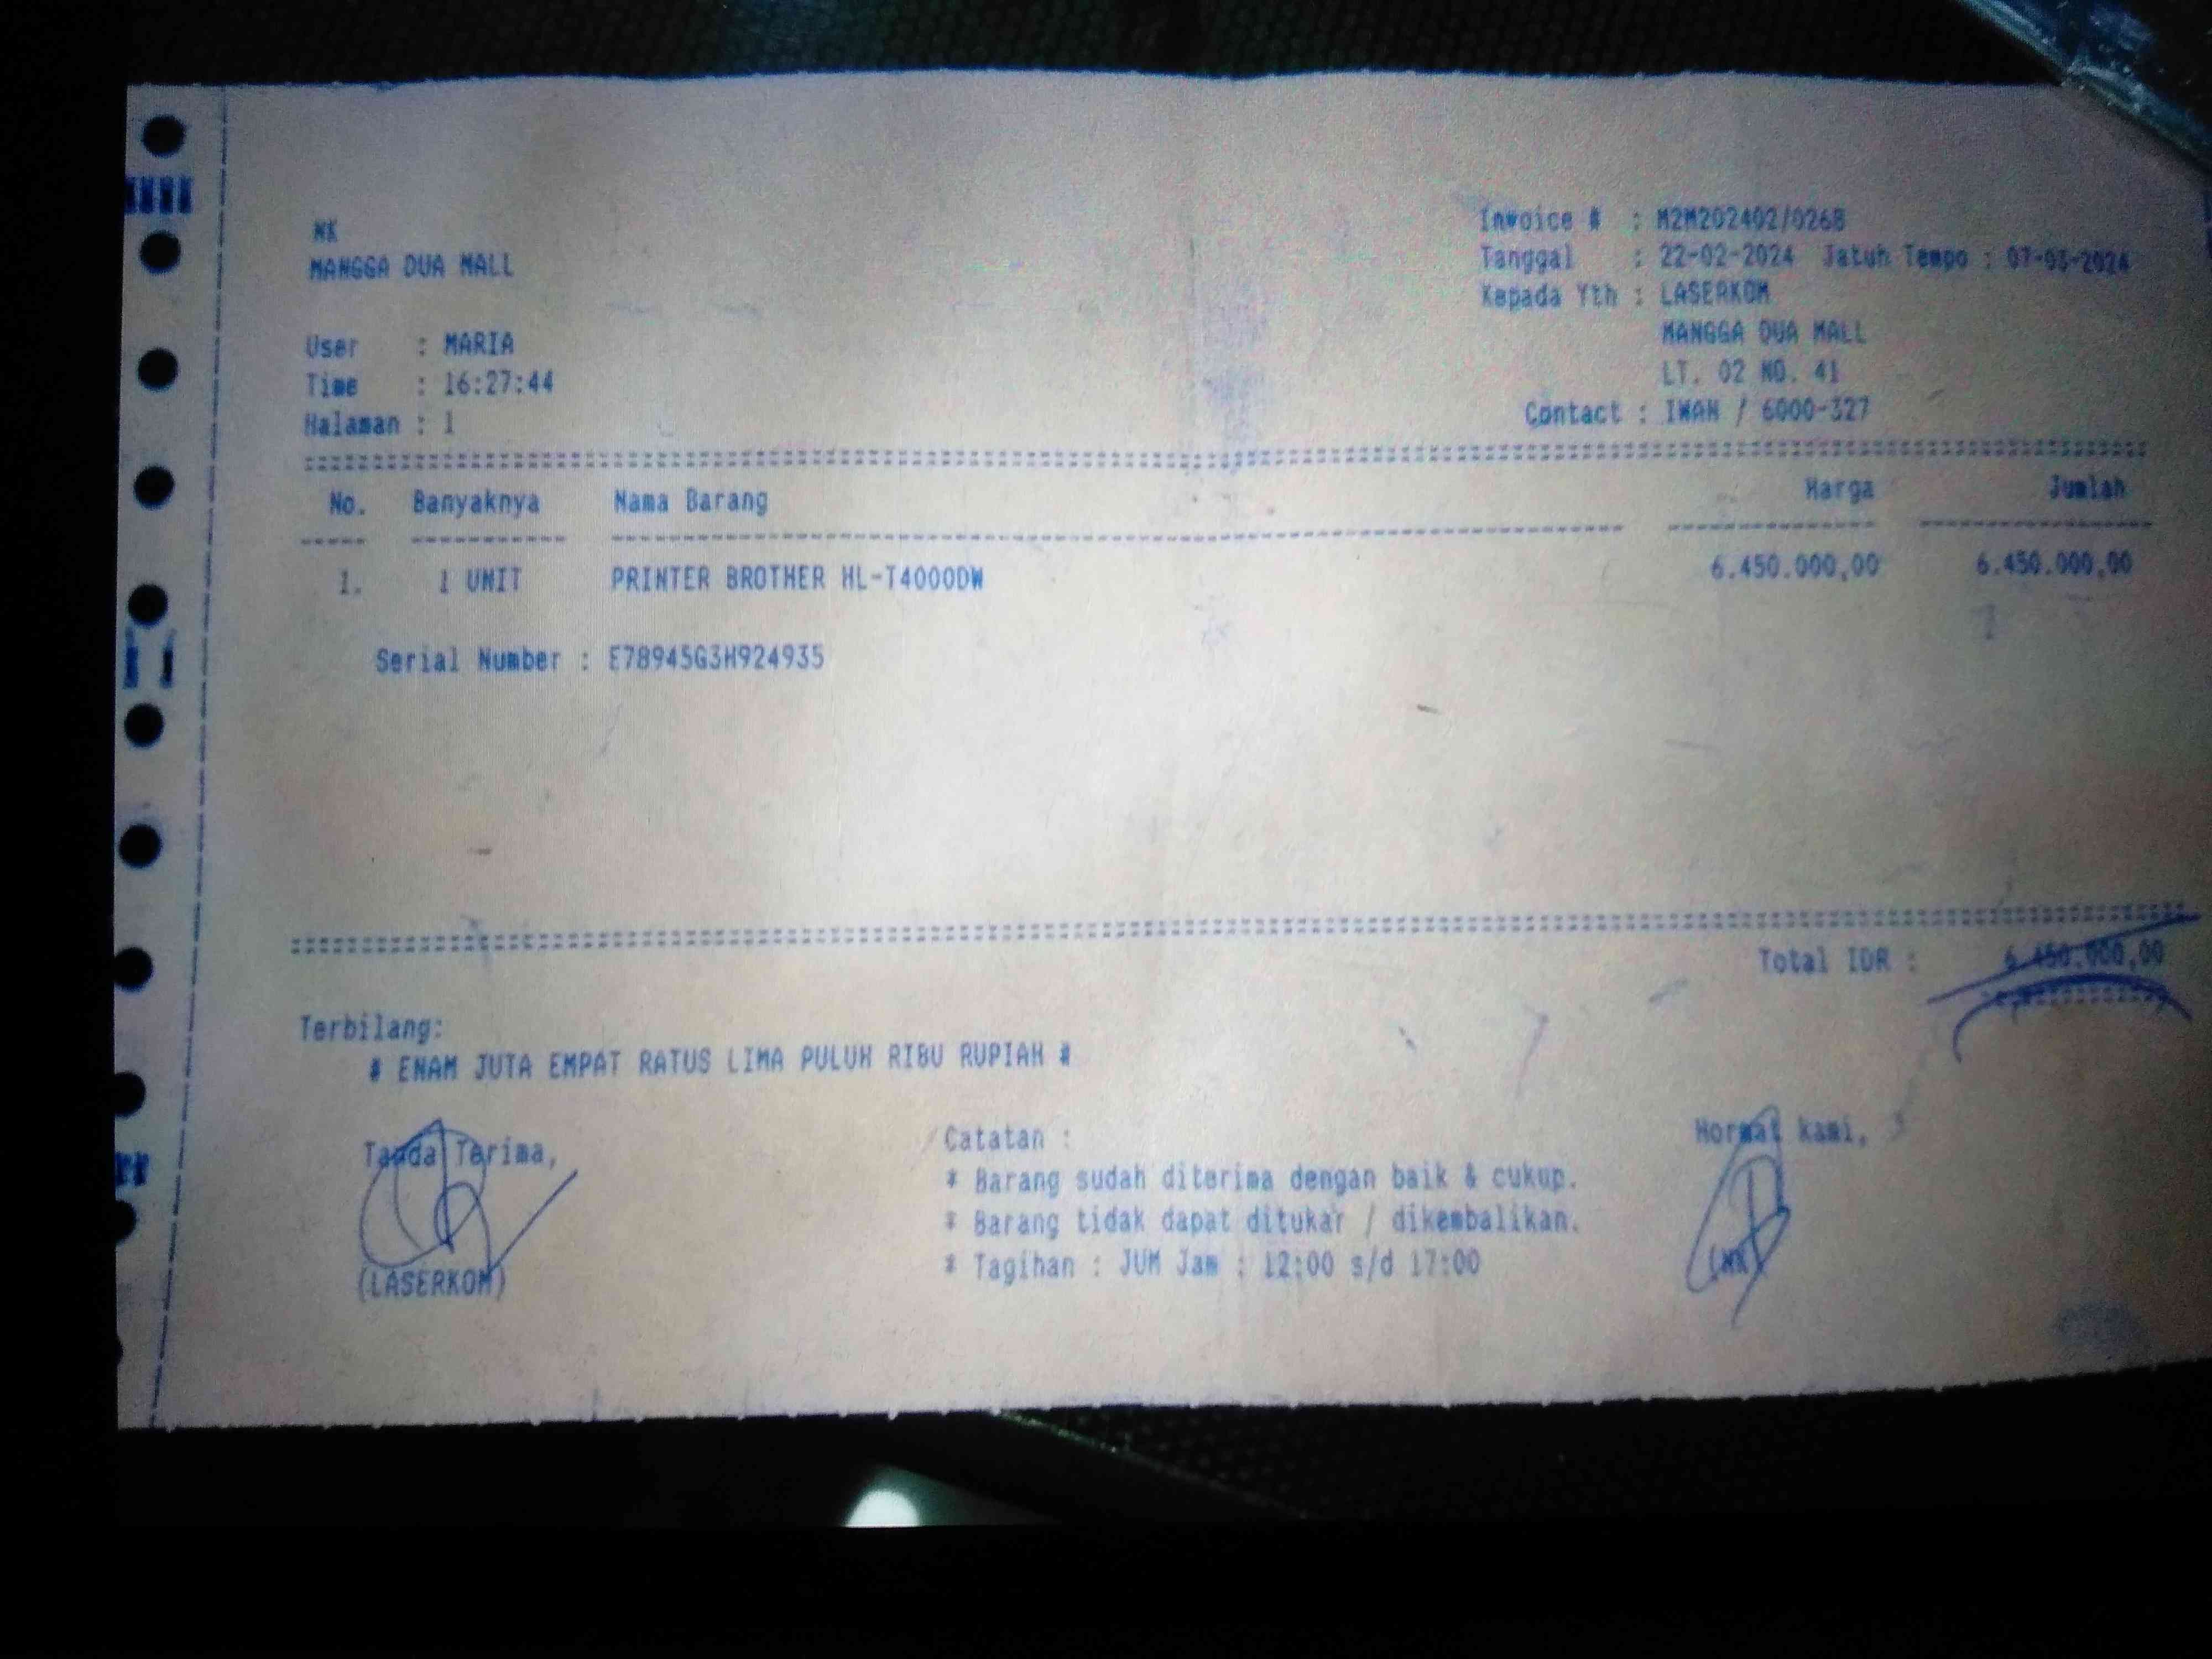 NK
MANGGA DUA MALL
Invoice # : M2M202402/0268
Tanggal : 22-02-2024 Jatuh Tempo : 07-03-2024
Kepada Yth : LASERKOM
MANGGA DUA MALL
LT. 02 NO. 41
Contact : IWAN / 6000-327
User : MARIA
Time : 16:27:44
Halaman : 1
No. Banyaknya Nama Barang Harga Jumlah
1. 1 UNIT PRINTER BROTHER HL-T4000DW 6.450.000,00 6.450.000,00
Serial Number : E78945G3H924935
Total IDR : 6.450.000,00
Terbilang:
# ENAM JUTA EMPAT RATUS LIMA PULUH RIBU RUPIAH #
Tanda Terima,
(LASERKOM)
Catatan :
* Barang sudah diterima dengan baik & cukup.
* Barang tidak dapat ditukar / dikembalikan.
* Tagihan : JUM Jam : 12:00 s/d 17:00
Hormat kami,
(NK)